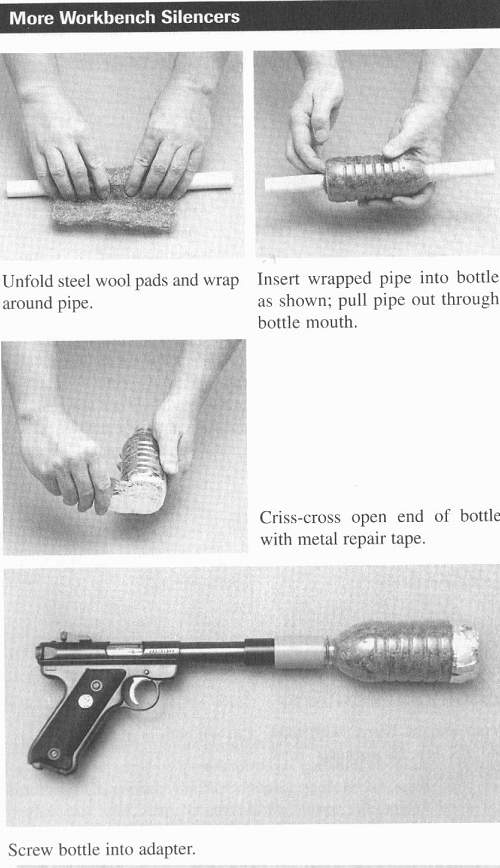 More Workbench Silencers
Unfold steel wool pads and wrap
around pipe.
Insert wrapped pipe into bottle
as shown; pull pipe out through
bottle mouth.
Criss-cross open end of bottle
with metal repair tape.
Screw bottle into adapter.